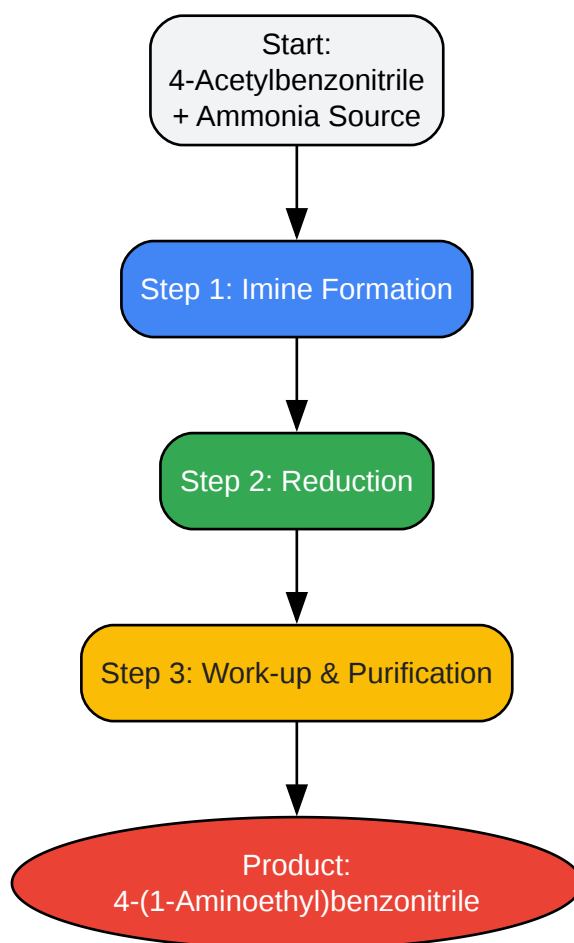 Start:
4-Acetylbenzonitrile
+ Ammonia Source
Step 1: Imine Formation
Step 2: Reduction
Step 3: Work-up & Purification
Product:
4-(1-Aminoethyl)benzonitrile